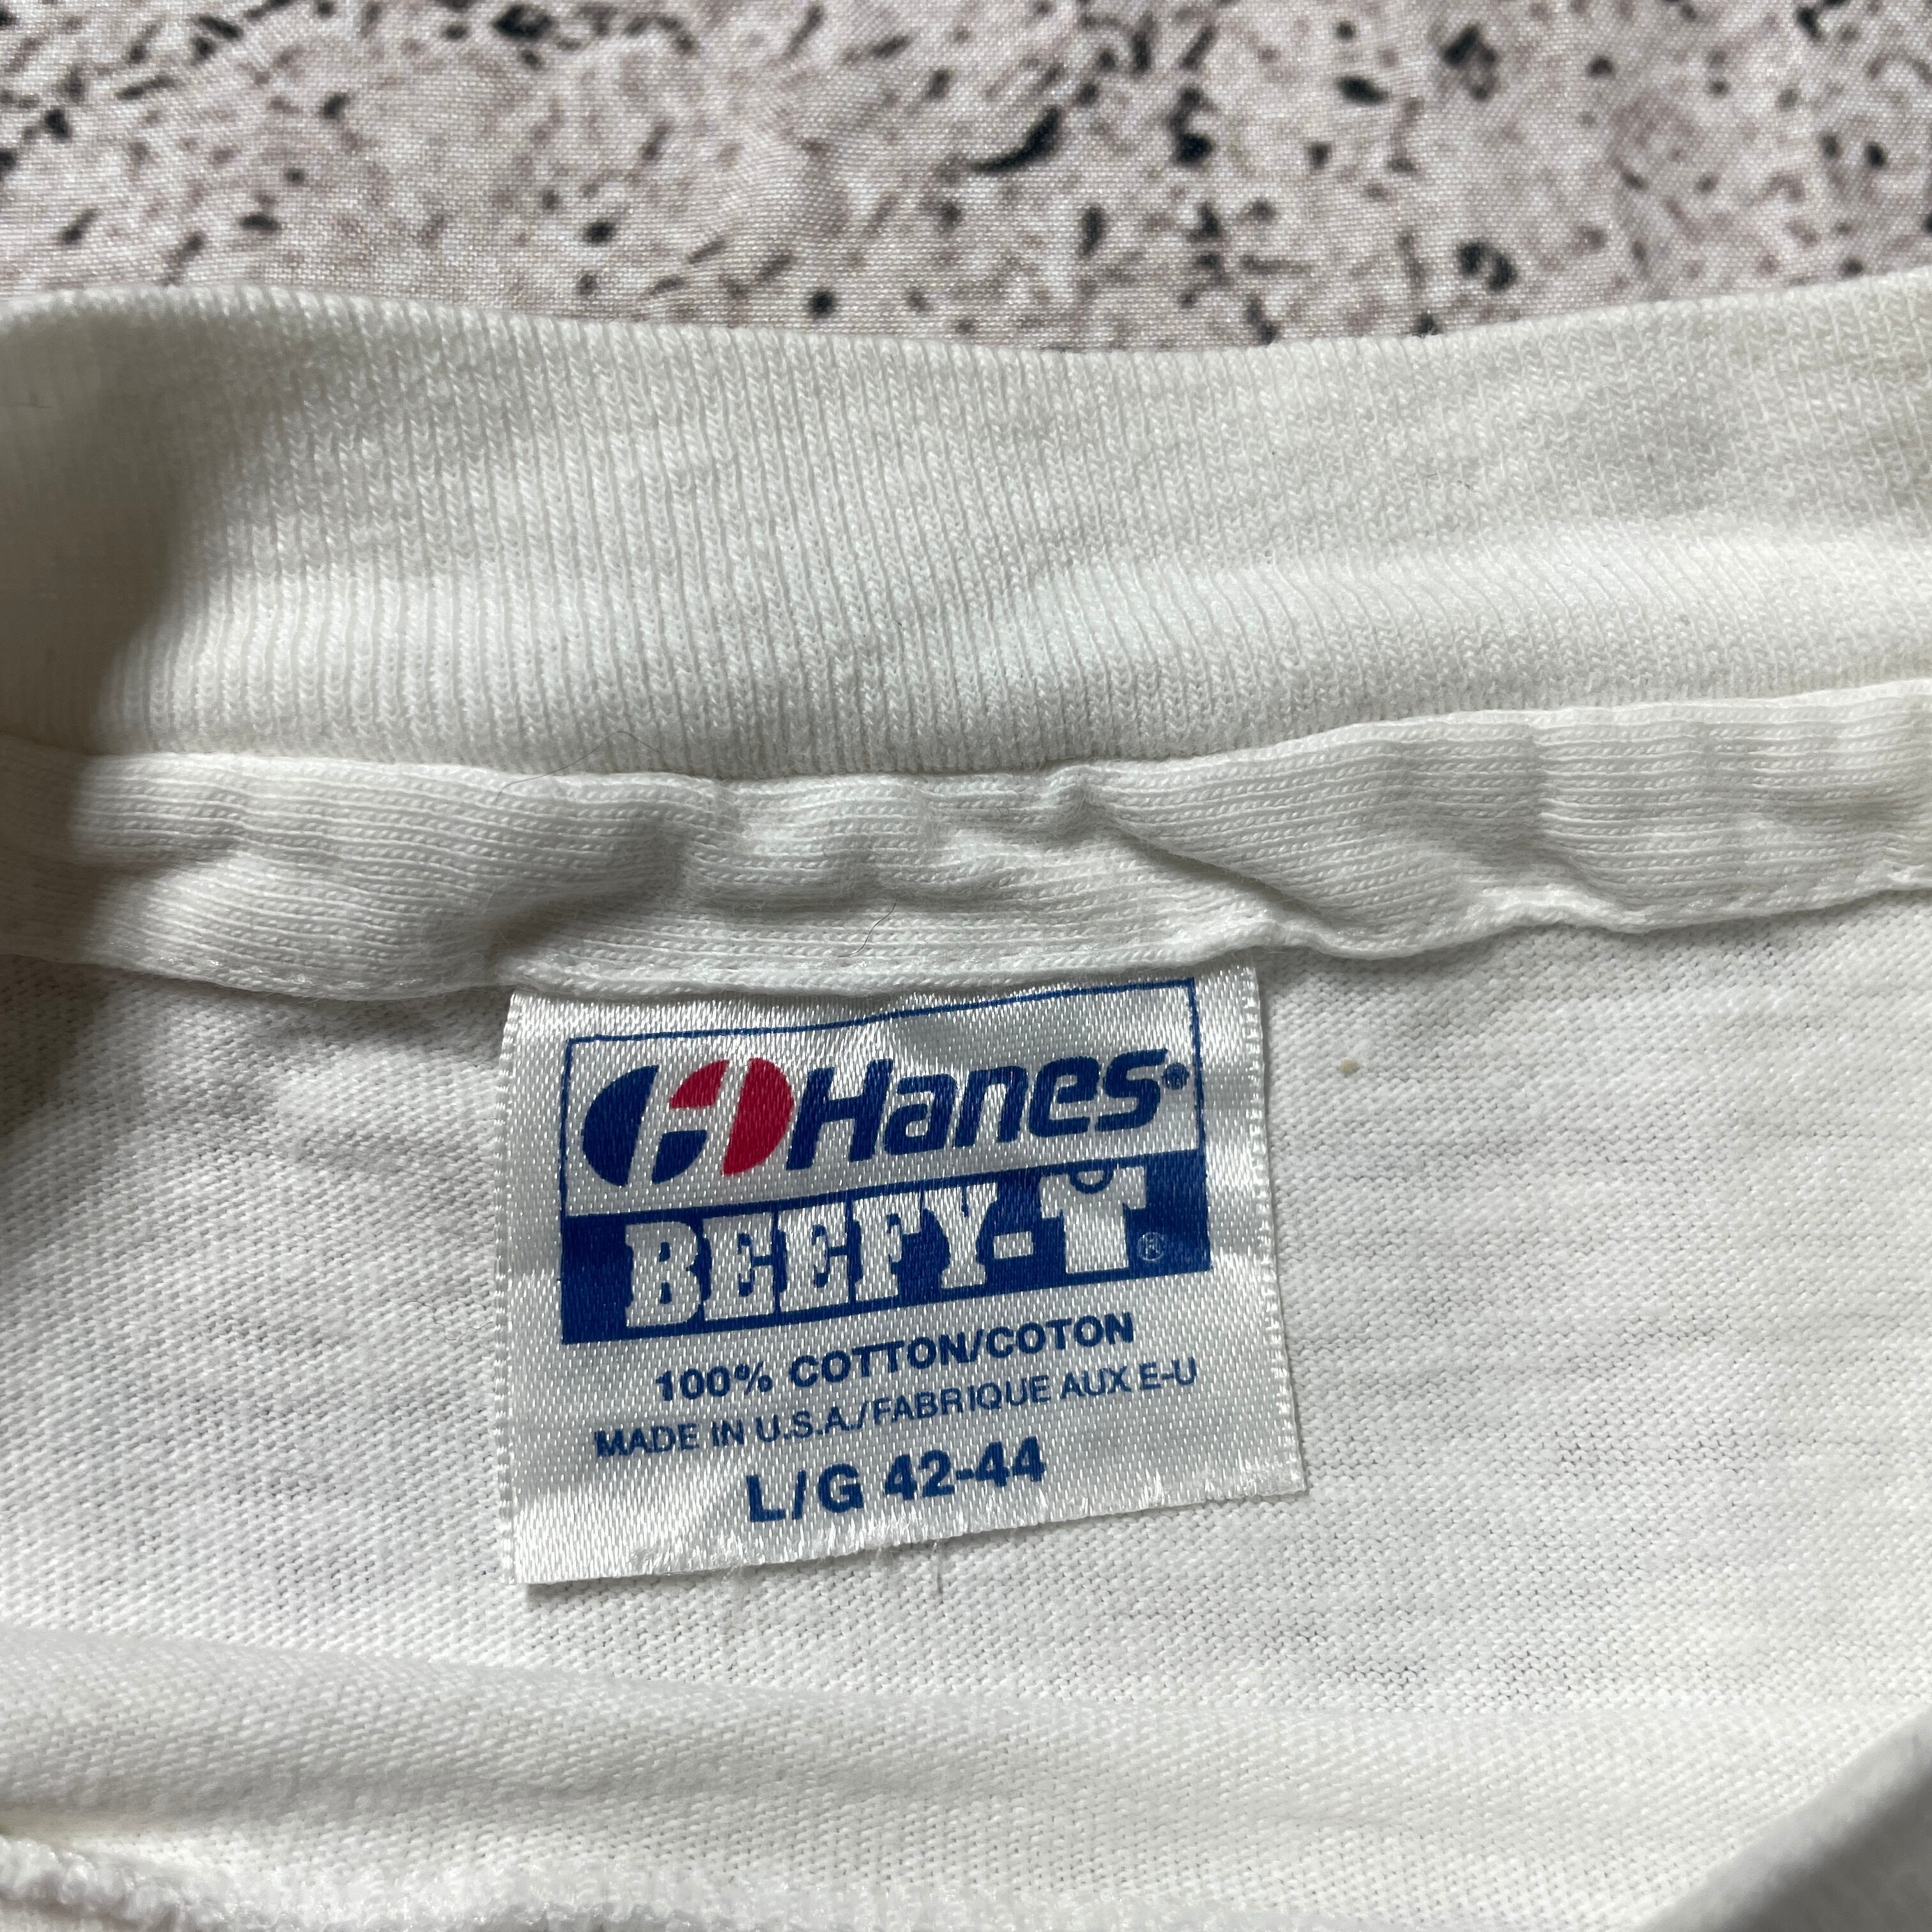 Hanes®
BEEFY-T®
100% COTTON/COTON
MADE IN U.S.A./FABRIQUE AUX E-U
L/G 42-44